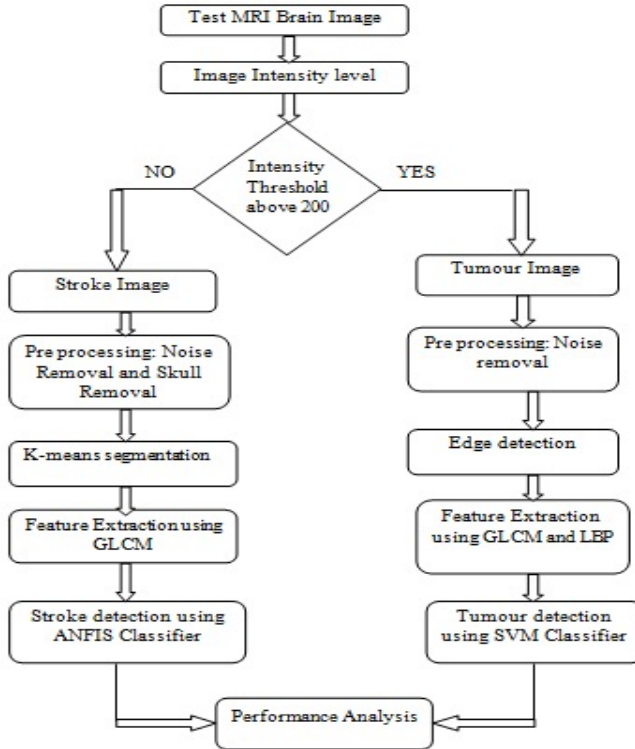 Test MRI Brain Image
Image Intensity level
NO
Intensity
Threshold
above 200
YES
Stroke Image
Pre processing: Noise
Removal and Skull
Removal
K-means segmentation
Feature Extraction using
GLCM
Stroke detection using
ANFIS Classifier
Tumour Image
Pre processing: Noise
removal
Edge detection
Feature Extraction
using GLCM and LBP
Tumour detection
using SVM Classifier
Performance Analysis